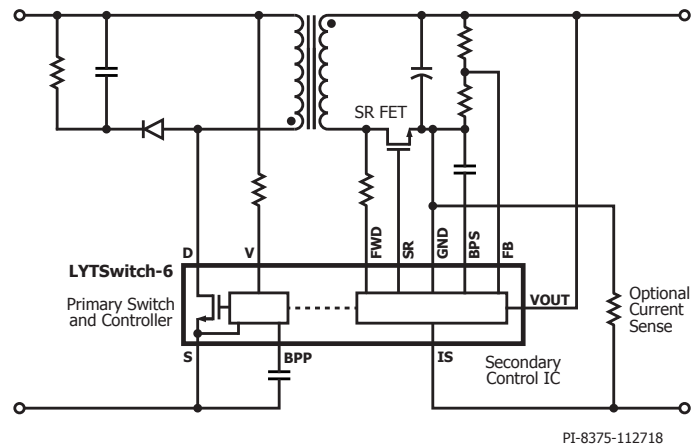 SR FET
D
V
FWD
SR
GND
BPS
FB
LYTSwitch-6
Primary Switch
and Controller
VOUT
Optional
Current
Sense
S
BPP
IS
Secondary
Control IC
PI-8375-112718